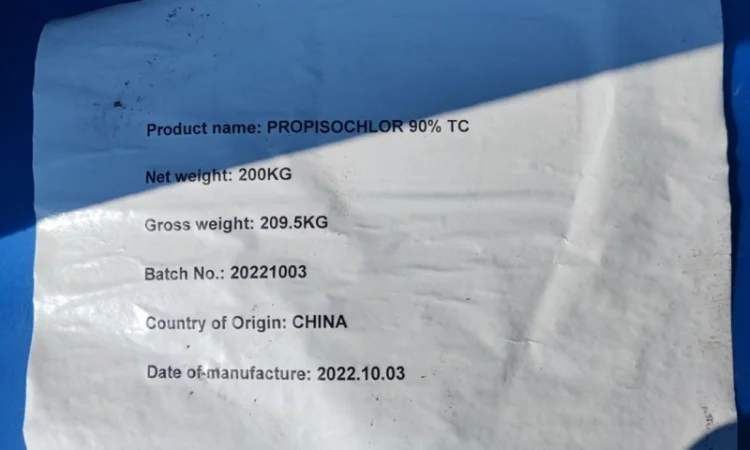 Product name: PROPISOCHLOR 90% TC
Net weight: 200KG
Gross weight: 209.5KG
Batch No.: 20221003
Country of Origin: CHINA
Date of manufacture: 2022.10.03